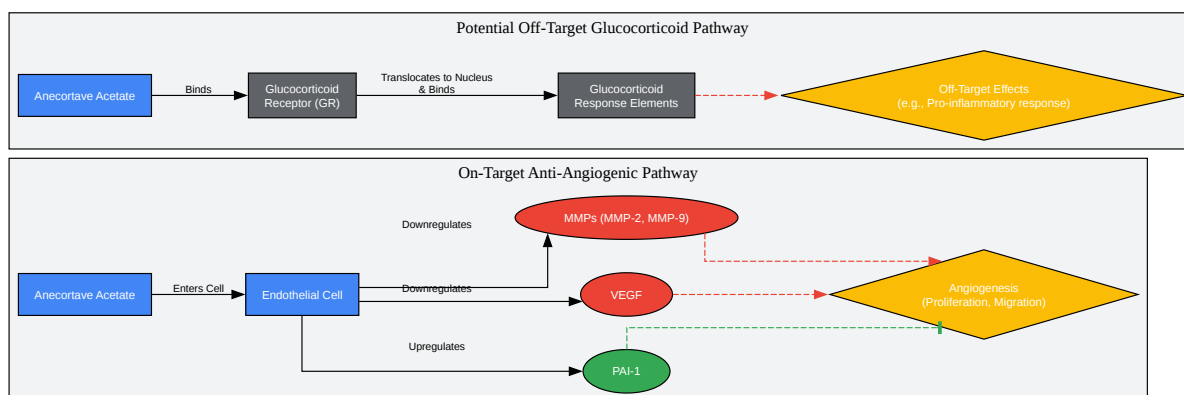 Potential Off-Target Glucocorticoid Pathway
Anecortave Acetate
Binds
Glucocorticoid
Receptor (GR)
Translocates to Nucleus
& Binds
Glucocorticoid
Response Elements
Off-Target Effects
(e.g., Pro-inflammatory response)
On-Target Anti-Angiogenic Pathway
Anecortave Acetate
Enters Cell
Endothelial Cell
Downregulates
MMPs (MMP-2, MMP-9)
Downregulates
VEGF
Upregulates
PAI-1
Angiogenesis
(Proliferation, Migration)